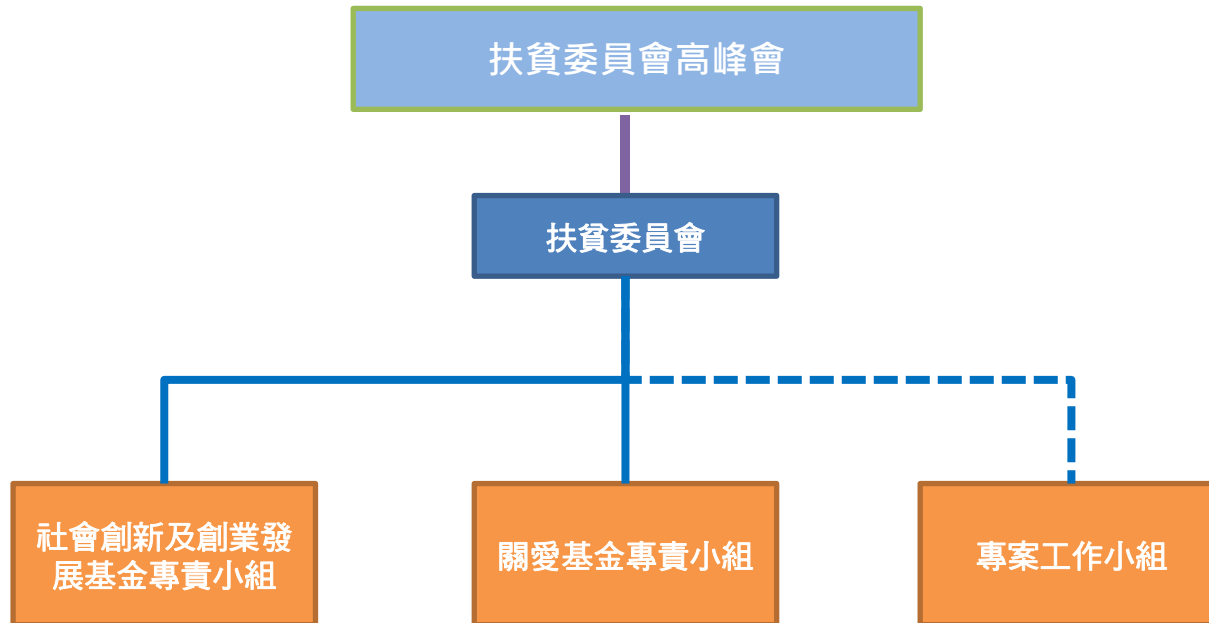 扶貧委員會高峰會
扶貧委員會
社會創新及創業發
展基金專責小組
關愛基金專責小組
專案工作小組